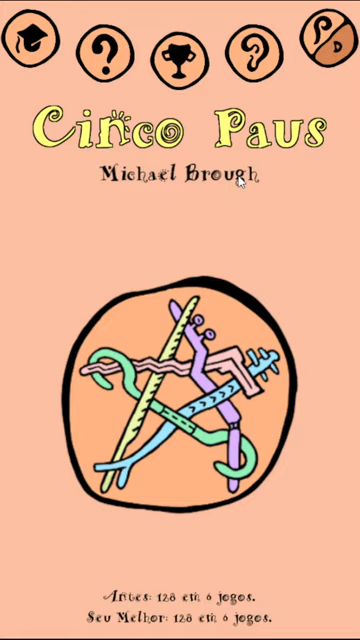 ?
P
D
Cinco Paus
Michael Brough
Antes: 128 em 6 jogos.
Seu Melhor: 128 em 6 jogos.